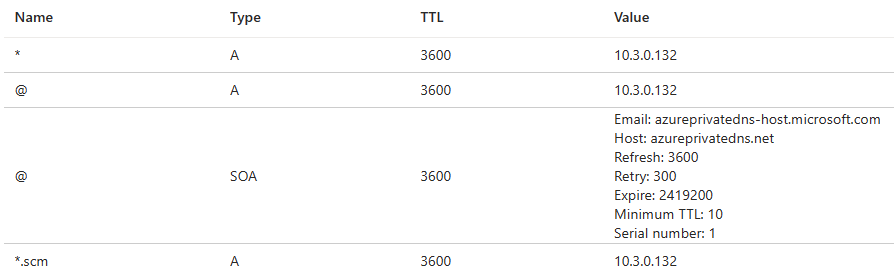 Name Type TTL Value
* A 3600 10.3.0.132
@ A 3600 10.3.0.132
Email: azureprivatedns-host.microsoft.com
Host: azureprivatedns.net
Refresh: 3600
@ SOA 3600 Retry: 300
Expire: 2419200
Minimum TTL: 10
Serial number: 1
*.scm A 3600 10.3.0.132